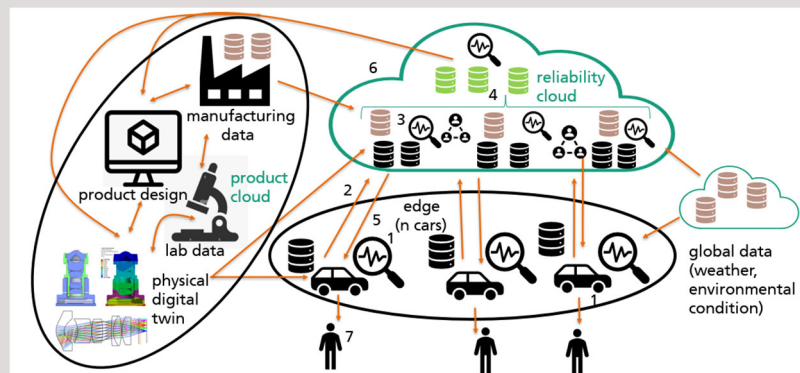 6
reliability
cloud
4
3
manufacturing
data
product design
product
cloud
lab data
2
5
edge
(n cars)
1
1
physical
digital
twin
global data
(weather,
environmental
condition)
7